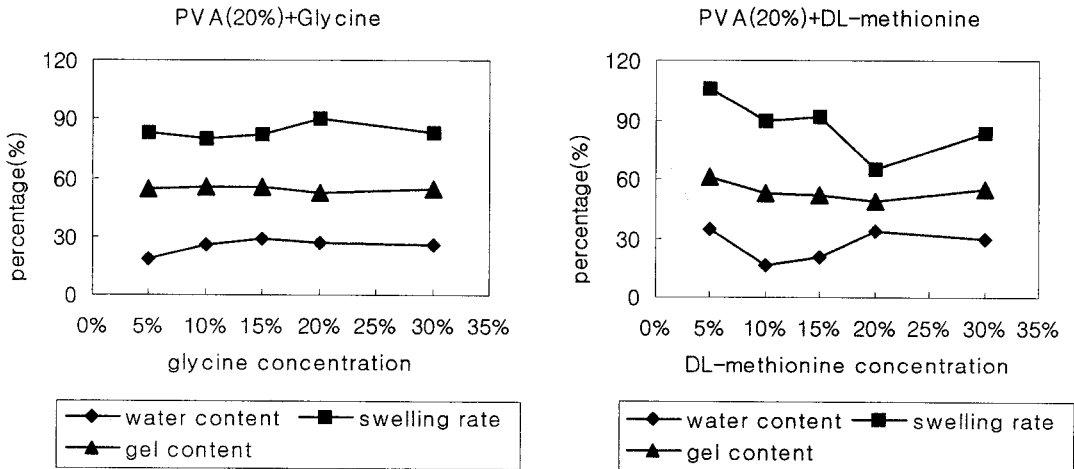 PVA(20%)+Glycine
percentage(%)
120
90
60
30
0
0% 5% 10% 15% 20% 25% 30% 35%
glycine concentration
water content swelling rate
gel content
PVA(20%)+DL-methionine
percentage(%)
120
90
60
30
0
0% 5% 10% 15% 20% 25% 30% 35%
DL-methionine concentration
water content swelling rate
gel content